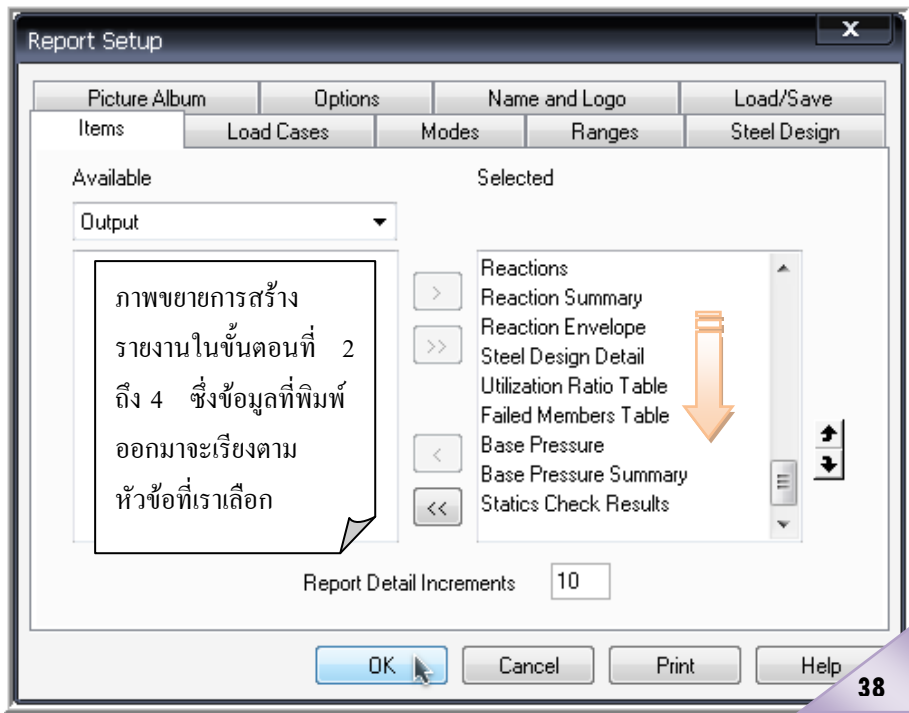 Report Setup
x
Picture Album
Options
Name and Logo
Load/Save
Items
Load Cases
Modes
Ranges
Steel Design
Available
Selected
Output
ภาพขยายการสร้าง
รายงานในขั้นตอนที่ 2
ถึง 4 ซึ่งข้อมูลที่พิมพ์
ออกมาจะเรียงตาม
หัวข้อที่เราเลือก
>
>>
<
<<
Reactions
Reaction Summary
Reaction Envelope
Steel Design Detail
Utilization Ratio Table
Failed Members Table
Base Pressure
Base Pressure Summary
Statics Check Results
Report Detail Increments 10
OK
Cancel
Print
Help
38